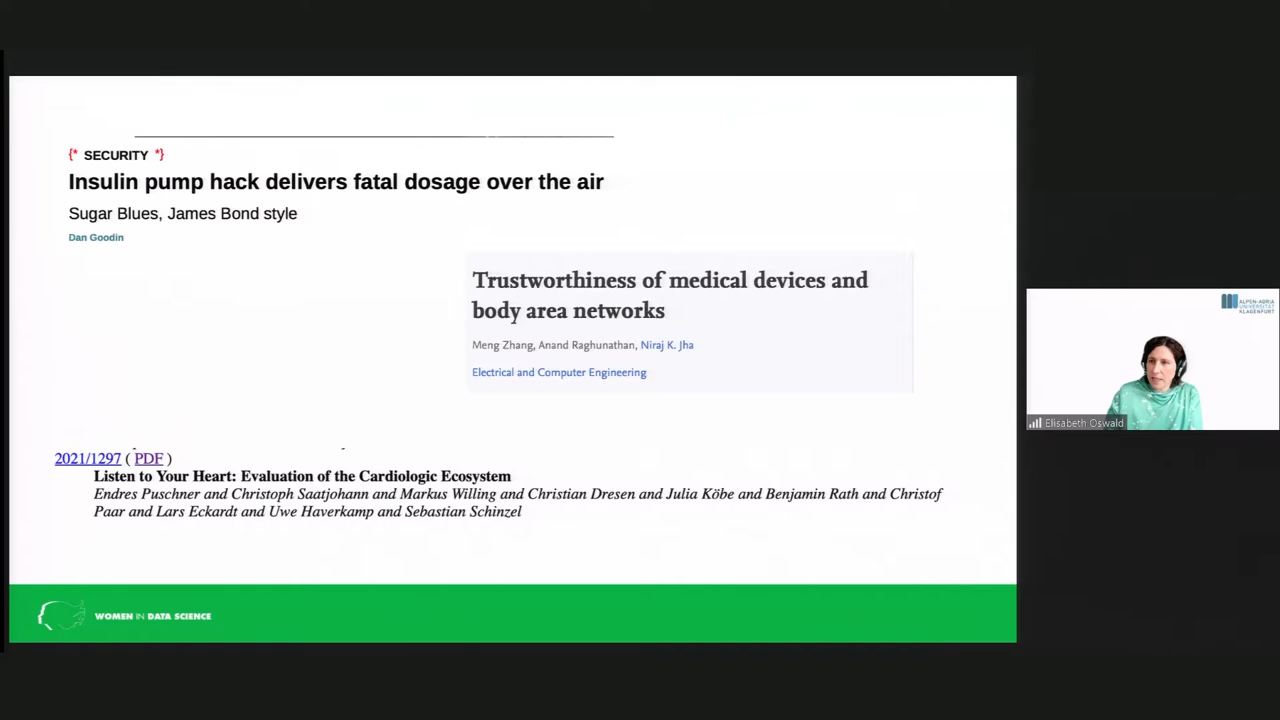 {* SECURITY *}
Insulin pump hack delivers fatal dosage over the air
Sugar Blues, James Bond style
Dan Goodin
Trustworthiness of medical devices and
body area networks
Meng Zhang, Anand Raghunathan, Niraj K. Jha
Electrical and Computer Engineering
2021/1297 ( PDF )
Listen to Your Heart: Evaluation of the Cardiologic Ecosystem
Endres Puschner and Christoph Saatjohann and Markus Willing and Christian Dresen and Julia Köbe and Benjamin Rath and Christof
Paar and Lars Eckardt and Uwe Haverkamp and Sebastian Schinzel
WOMEN IN DATA SCIENCE
ALPEN-ADRIA
UNIVERSITÄT
KLAGENFURT
Elisabeth Oswald